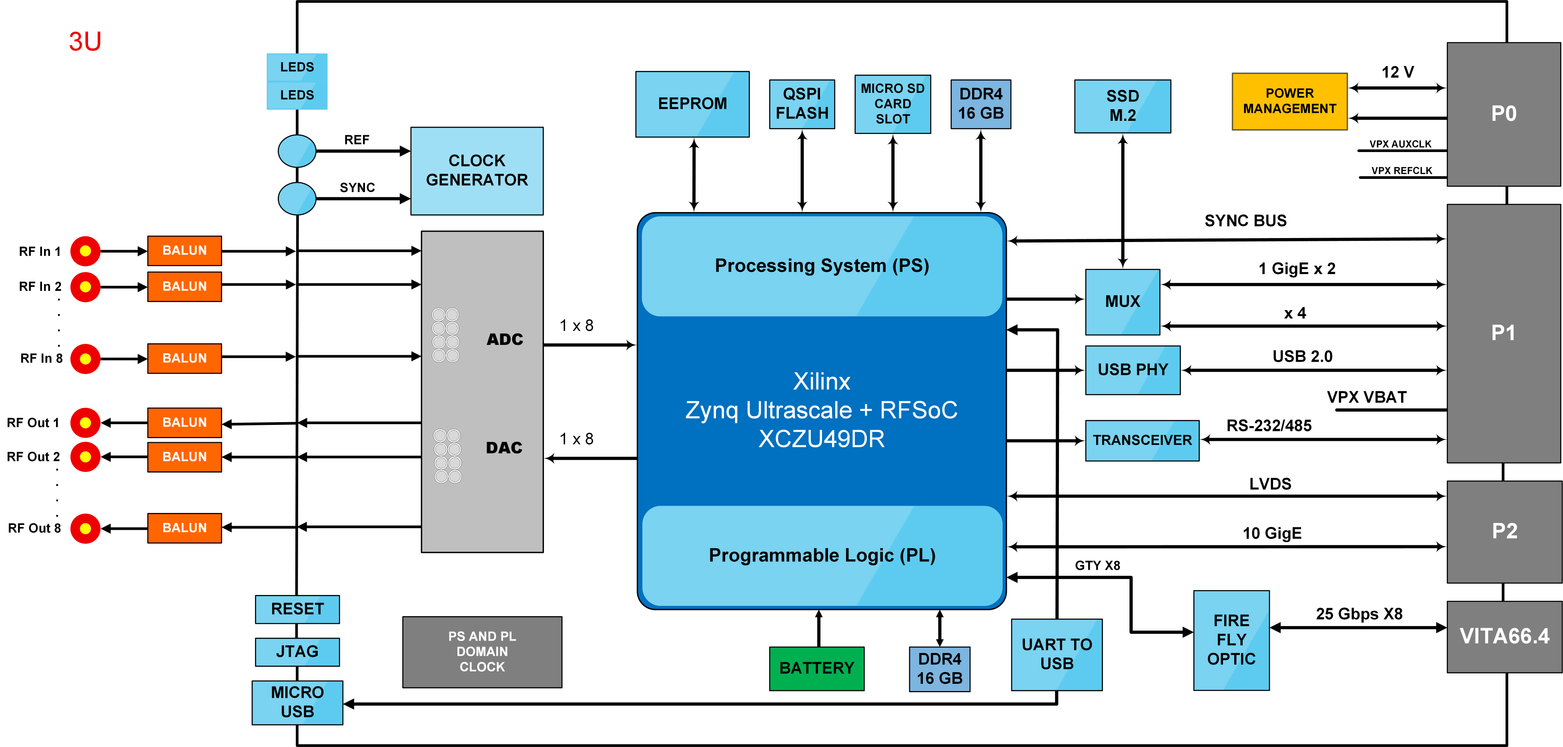 3U
LEDS
LEDS
REF
SYNC
CLOCK
GENERATOR
EEPROM
QSPI
FLASH
MICRO SD
CARD
SLOT
DDR4
16 GB
SSD
M.2
POWER
MANAGEMENT
12 V
VPX AUXCLK
VPX REFCLK
P0
RF In 1
BALUN
RF In 2
BALUN
RF In 8
BALUN
RF Out 1
BALUN
RF Out 2
BALUN
RF Out 8
BALUN
ADC
DAC
1 x 8
1 x 8
Processing System (PS)
Xilinx
Zynq Ultrascale + RFSoC
XCZU49DR
Programmable Logic (PL)
SYNC BUS
MUX
1 GigE x 2
x 4
USB PHY
USB 2.0
VPX VBAT
TRANSCEIVER
RS-232/485
P1
LVDS
10 GigE
P2
GTY X8
FIRE
FLY
OPTIC
25 Gbps X8
VITA66.4
RESET
JTAG
MICRO
USB
PS AND PL
DOMAIN
CLOCK
BATTERY
DDR4
16 GB
UART TO
USB